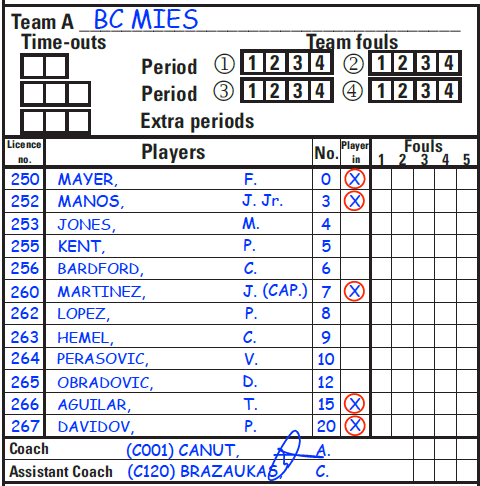 Team A BC MIES
Time-outs Team fouls
Period ① 1 2 3 4 ② 1 2 3 4
Period ③ 1 2 3 4 ④ 1 2 3 4
Extra periods
Licence no. Players No. Player in Fouls 1 2 3 4 5
250 MAYER, F. 0 X
252 MANOS, J. Jr. 3 X
253 JONES, M. 4
255 KENT, P. 5
256 BARDFORD, C. 6
260 MARTINEZ, J. (CAP.) 7 X
262 LOPEZ, P. 8
263 HEMEL, C. 9
264 PERASOVIC, V. 10
265 OBRADOVIC, D. 12
266 AGUILAR, T. 15 X
267 DAVIDOV, P. 20 X
Coach (C001) CANUT, A.
Assistant Coach (C120) BRAZAUKAS, C.